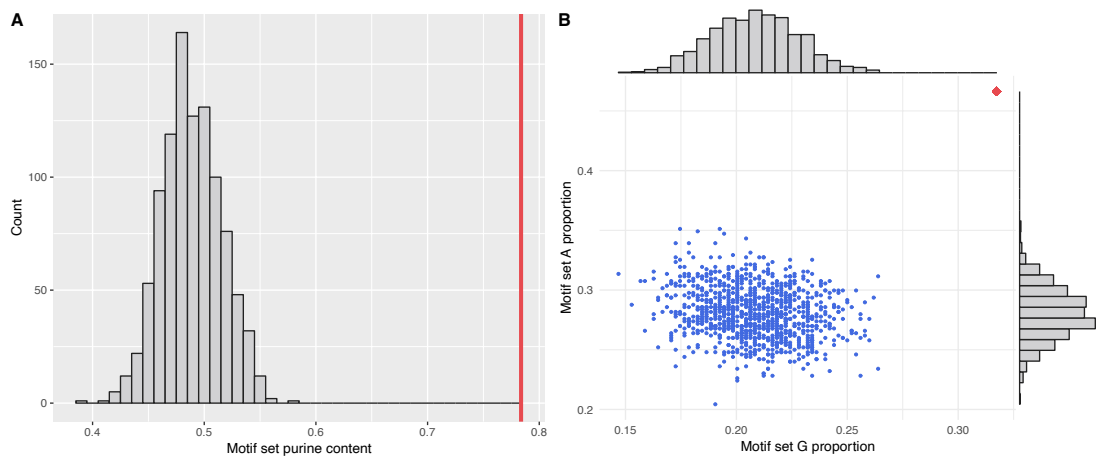 A
Count
150
100
50
0
0.4 0.5 0.6 0.7 0.8
Motif set purine content
B
Motif set A proportion
0.4
0.3
0.2
0.15 0.20 0.25 0.30
Motif set G proportion